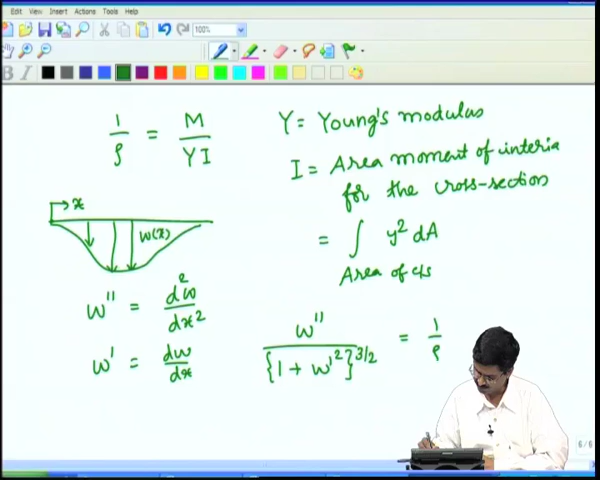 Edit View Insert Actions Tools Help
100%
B I
1/ρ = M/YI
Y = Young's modulus
I = Area moment of interia
for the cross-section
= ∫ y² dA
Area of c/s
x
w(x)
w'' = d²w/dx²
w' = dw/dx
w''/{1 + w'²}^3/2 = 1/ρ
6/6